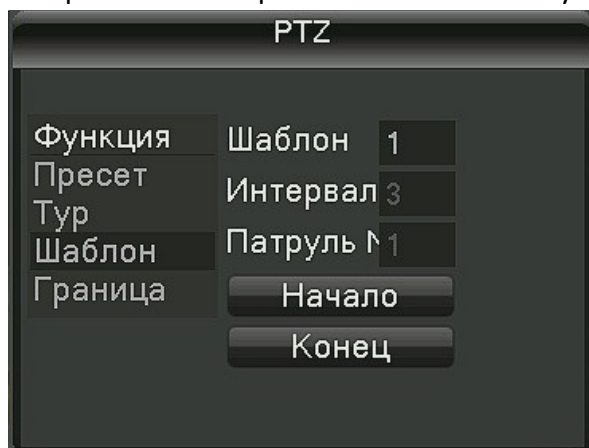 PTZ
Функция
Пресет
Тур
Шаблон
Граница
Шаблон 1
Интервал 3
Патруль 1
Начало
Конец